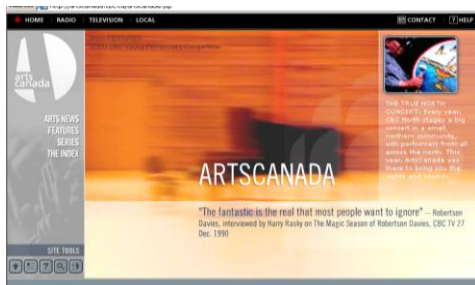 HOME RADIO TELEVISION LOCAL CONTACT ? HELP
arts
canada
ARTS NEWS
FEATURES
SERIES
THE INDEX
THE TRUE NORTH
CONCERT: Every year,
CBC North stages a big
concert in a small
northern community,
with performers from all
across the north. This
year, ArtsCanada was
there to bring you the
sights and sounds.
ARTSCANADA
"The fantastic is the real that most people want to ignore" -- Robertson
Davies, interviewed by Harry Rasky on The Magic Season of Robertson Davies, CBC TV 27
Dec. 1990
SITE TOOLS
?